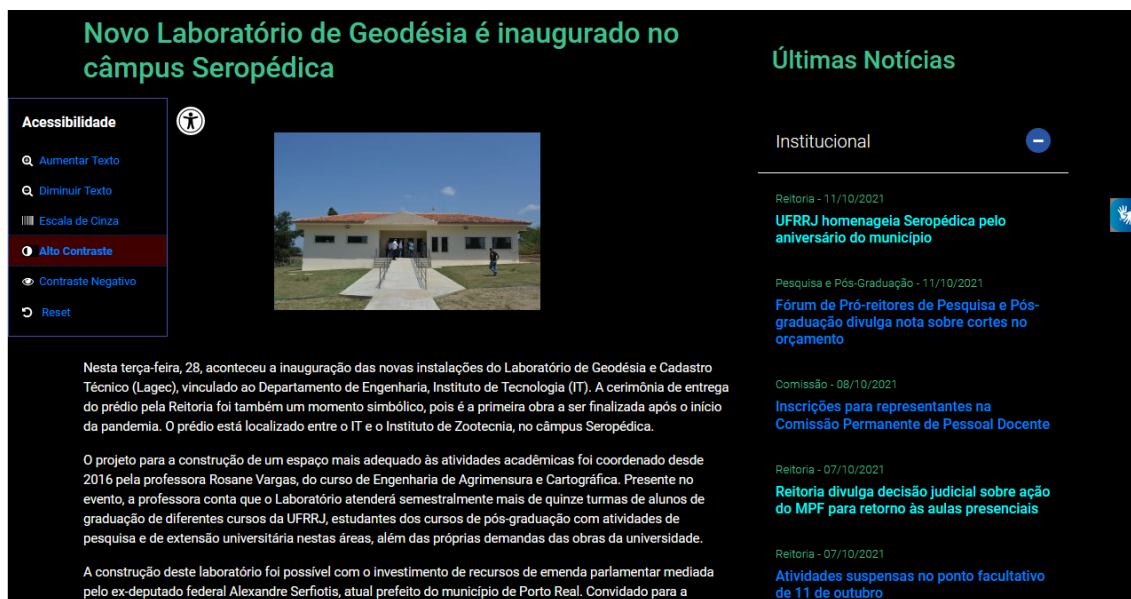 Novo Laboratório de Geodésia é inaugurado no
câmpus Seropédica
Acessibilidade
Aumentar Texto
Diminuir Texto
Escala de Cinza
Alto Contraste
Contraste Negativo
Reset
Nesta terça-feira, 28, aconteceu a inauguração das novas instalações do Laboratório de Geodésia e Cadastro
Técnico (Lagec), vinculado ao Departamento de Engenharia, Instituto de Tecnologia (IT). A cerimônia de entrega
do prédio pela Reitoria foi também um momento simbólico, pois é a primeira obra a ser finalizada após o início
da pandemia. O prédio está localizado entre o IT e o Instituto de Zootecnia, no câmpus Seropédica.
O projeto para a construção de um espaço mais adequado às atividades acadêmicas foi coordenado desde
2016 pela professora Rosane Vargas, do curso de Engenharia de Agrimensura e Cartográfica. Presente no
evento, a professora conta que o Laboratório atenderá semestralmente mais de quinze turmas de alunos de
graduação de diferentes cursos da UFRRJ, estudantes dos cursos de pós-graduação com atividades de
pesquisa e de extensão universitária nestas áreas, além das próprias demandas das obras da universidade.
A construção deste laboratório foi possível com o investimento de recursos de emenda parlamentar mediada
pelo ex-deputado federal Alexandre Serfiotis, atual prefeito do município de Porto Real. Convidado para a
Últimas Notícias
Institucional
Reitoria - 11/10/2021
UFRRJ homenageia Seropédica pelo
aniversário do município
Pesquisa e Pós-Graduação - 11/10/2021
Fórum de Pró-reitores de Pesquisa e Pós-
graduação divulga nota sobre cortes no
orçamento
Comissão - 08/10/2021
Inscrições para representantes na
Comissão Permanente de Pessoal Docente
Reitoria - 07/10/2021
Reitoria divulga decisão judicial sobre ação
do MPF para retorno às aulas presenciais
Reitoria - 07/10/2021
Atividades suspensas no ponto facultativo
de 11 de outubro